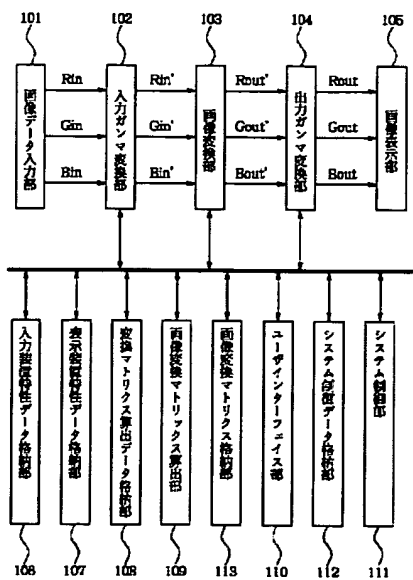 101 102 103 104 105
画像データ入力部
Rin
Gin
Bin
入力ガンマ変換部
Rin'
Gin'
Bin'
画像変換部
Rout'
Gout'
Bout'
出力ガンマ変換部
Rout
Gout
Bout
画像表示部
入力装置特性データ格納部
表示装置特性データ格納部
変換マトリクス算出データ格納部
画像変換マトリックス算出部
画像変換マトリクス格納部
ユーザインターフェイス部
システム制御データ格納部
システム制御部
106 107 108 109 113 110 112 111